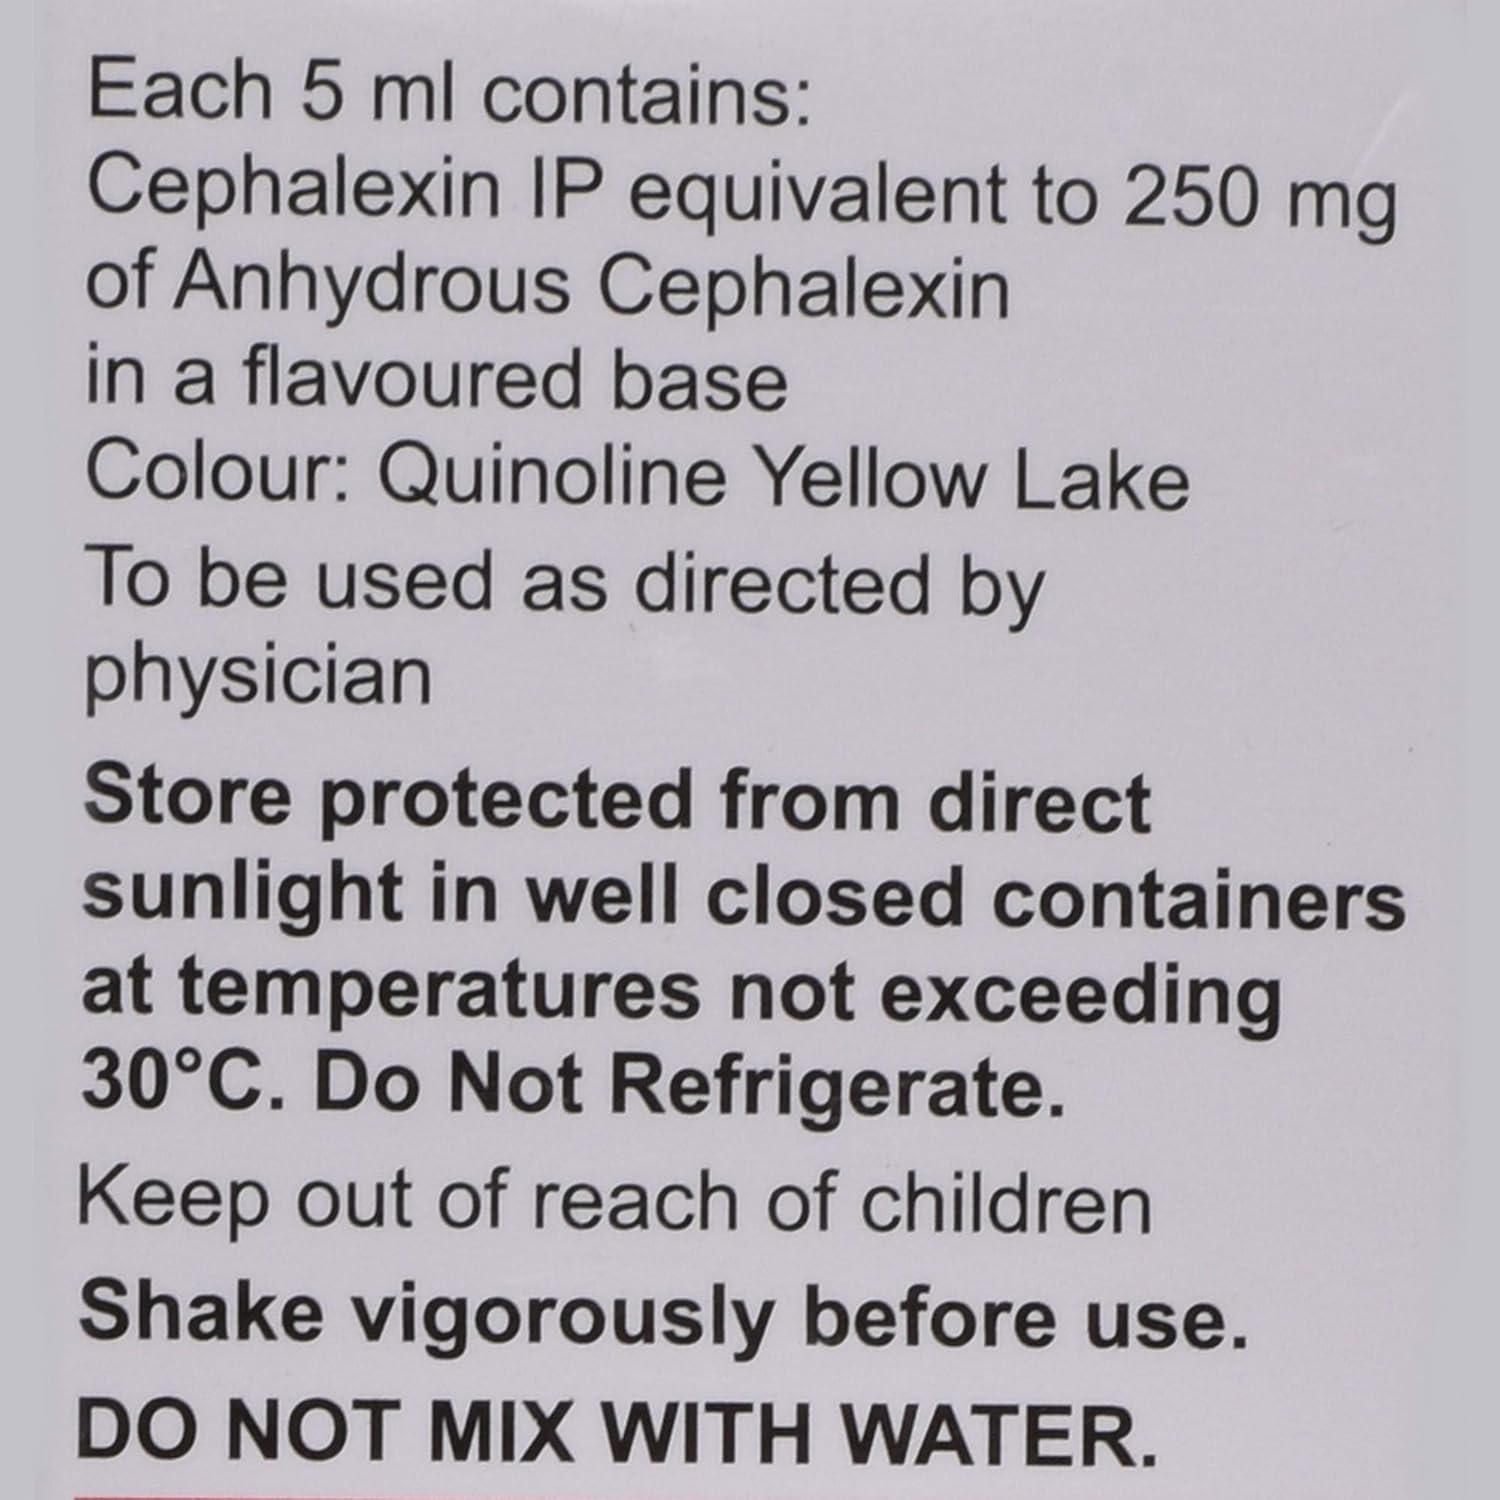 Each 5 ml contains:
Cephalexin IP equivalent to 250 mg
of Anhydrous Cephalexin
in a flavoured base
Colour: Quinoline Yellow Lake
To be used as directed by
physician
Store protected from direct
sunlight in well closed containers
at temperatures not exceeding
30°C. Do Not Refrigerate.
Keep out of reach of children
Shake vigorously before use.
DO NOT MIX WITH WATER.